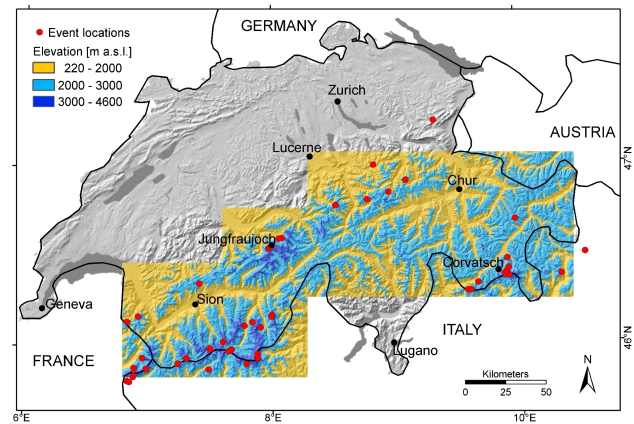 GERMANY
Event locations
Elevation [m a.s.l.]
220 - 2000
2000 - 3000
3000 - 4600
Zurich
AUSTRIA
Lucerne
47°N
Chur
Jungfraujoch
Corvatsch
Geneva
Sion
ITALY
46°N
Lugano
FRANCE
N
Kilometers
0 25 50
6°E 8°E 10°E